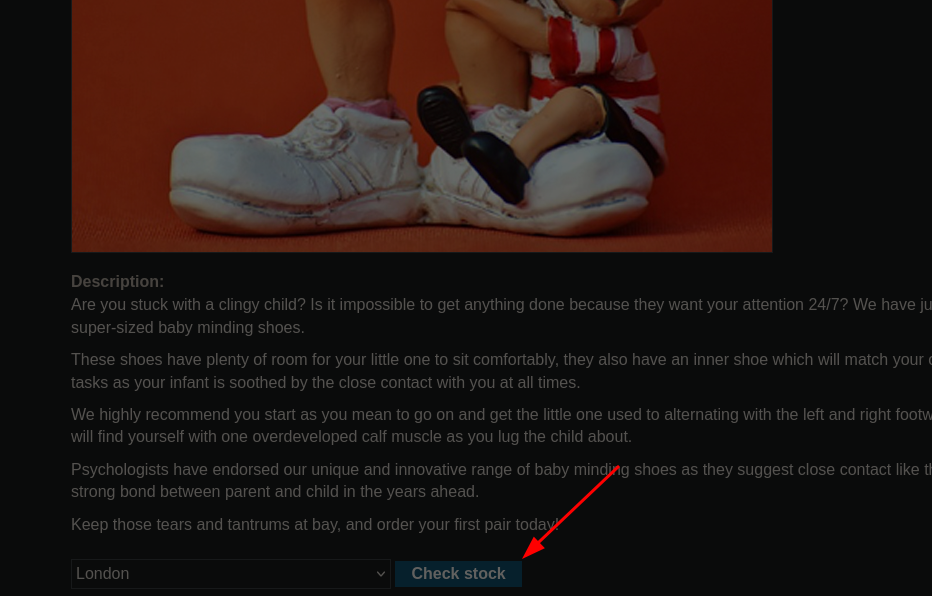 Description:
Are you stuck with a clingy child? Is it impossible to get anything done because they want your attention 24/7? We have ju
super-sized baby minding shoes.
These shoes have plenty of room for your little one to sit comfortably, they also have an inner shoe which will match your o
tasks as your infant is soothed by the close contact with you at all times.
We highly recommend you start as you mean to go on and get the little one used to alternating with the left and right footw
will find yourself with one overdeveloped calf muscle as you lug the child about.
Psychologists have endorsed our unique and innovative range of baby minding shoes as they suggest close contact like th
strong bond between parent and child in the years ahead.
Keep those tears and tantrums at bay, and order your first pair today!
London Check stock